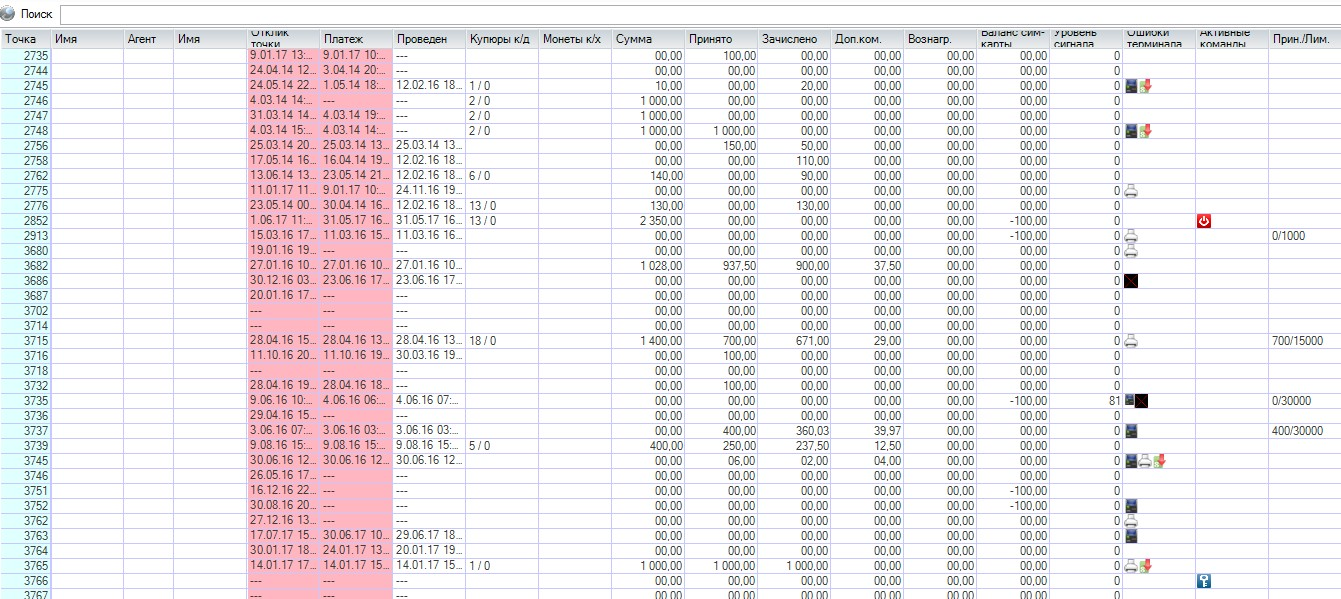 Поиск
Точка Имя Агент Имя Отклик точки Платеж Проведен Купюры к/д Монеты к/х Сумма Принято Зачислено Доп.ком. Вознагр. Баланс сим-карты Уровень сигнала Ошибки терминала Активные команды Прин./Лим.
2735 9.01.17 13:... 9.01.17 10:... --- 00,00 100,00 00,00 00,00 00,00 00,00 0
2744 24.04.14 12... 3.04.14 20:... --- 00,00 00,00 00,00 00,00 00,00 00,00 0
2745 24.05.14 22... 1.05.14 18:... 12.02.16 18... 1 / 0 10,00 00,00 20,00 00,00 00,00 00,00 0
2746 4.03.14 14:... --- --- 2 / 0 1 000,00 00,00 00,00 00,00 00,00 00,00 0
2747 31.03.14 14... 4.03.14 19:... --- 2 / 0 1 000,00 00,00 00,00 00,00 00,00 00,00 0
2748 4.03.14 15:... 4.03.14 14:... --- 2 / 0 1 000,00 1 000,00 00,00 00,00 00,00 00,00 0
2756 25.03.14 20... 25.03.14 13... 25.03.14 13... 00,00 150,00 50,00 00,00 00,00 00,00 0
2758 17.05.14 16... 16.04.14 19... 12.02.16 18... 00,00 00,00 110,00 00,00 00,00 00,00 0
2762 13.06.14 13... 23.05.14 21... 12.02.16 18... 6 / 0 140,00 00,00 90,00 00,00 00,00 00,00 0
2775 11.01.17 11... 9.01.17 10:... 24.11.16 19... 00,00 00,00 00,00 00,00 00,00 00,00 0
2776 23.05.14 00... 30.04.14 16... 12.02.16 18... 13 / 0 130,00 00,00 130,00 00,00 00,00 00,00 0
2852 1.06.17 11:... 31.05.17 16... 31.05.17 16... 13 / 0 2 350,00 00,00 00,00 00,00 00,00 -100,00 0
2913 15.03.16 17... 11.03.16 15... 11.03.16 16... 00,00 00,00 00,00 00,00 00,00 -100,00 0 0/1000
3680 19.01.16 19... --- --- 00,00 00,00 00,00 00,00 00,00 00,00 0
3682 27.01.16 10... 27.01.16 10... 27.01.16 10... 1 028,00 937,50 900,00 37,50 00,00 00,00 0
3686 30.12.16 03... 23.06.16 17... 23.06.16 17... 00,00 00,00 00,00 00,00 00,00 00,00 0
3687 20.01.16 17... --- --- 00,00 00,00 00,00 00,00 00,00 00,00 0
3702 --- --- --- 00,00 00,00 00,00 00,00 00,00 00,00 0
3714 --- --- --- 00,00 00,00 00,00 00,00 00,00 00,00 0
3715 28.04.16 15... 28.04.16 13... 28.04.16 13... 18 / 0 1 400,00 700,00 671,00 29,00 00,00 00,00 0 700/15000
3716 11.10.16 20... 11.10.16 19... 30.03.16 19... 00,00 100,00 00,00 00,00 00,00 00,00 0
3718 --- --- --- 00,00 00,00 00,00 00,00 00,00 00,00 0
3732 28.04.16 19... 28.04.16 18... --- 00,00 100,00 00,00 00,00 00,00 00,00 0
3735 9.06.16 10:... 4.06.16 06:... 4.06.16 07:... 00,00 00,00 00,00 00,00 00,00 -100,00 81 0/30000
3736 29.04.16 15... --- --- 00,00 00,00 00,00 00,00 00,00 00,00 0
3737 3.06.16 07:... 3.06.16 03:... 3.06.16 03:... 00,00 400,00 360,03 39,97 00,00 00,00 0 400/30000
3739 9.08.16 15:... 9.08.16 15:... 9.08.16 15:... 5 / 0 400,00 250,00 237,50 12,50 00,00 00,00 0
3745 30.06.16 12... 30.06.16 12... 30.06.16 12... 00,00 06,00 02,00 04,00 00,00 00,00 0
3746 26.05.16 17... --- --- 00,00 00,00 00,00 00,00 00,00 00,00 0
3751 16.12.16 22... --- --- 00,00 00,00 00,00 00,00 00,00 -100,00 0
3752 30.08.16 20... --- --- 00,00 00,00 00,00 00,00 00,00 -100,00 0
3762 27.12.16 13... --- --- 00,00 00,00 00,00 00,00 00,00 00,00 0
3763 17.07.17 15... 30.06.17 10... 29.06.17 18... 00,00 00,00 00,00 00,00 00,00 00,00 0
3764 30.01.17 18... 24.01.17 13... 20.01.17 19... 00,00 00,00 00,00 00,00 00,00 00,00 0
3765 14.01.17 17... 14.01.17 15... 14.01.17 15... 1 / 0 1 000,00 1 000,00 1 000,00 00,00 00,00 00,00 0
3766 --- --- --- 00,00 00,00 00,00 00,00 00,00 00,00 0
3767 --- --- --- 00,00 00,00 00,00 00,00 00,00 00,00 0